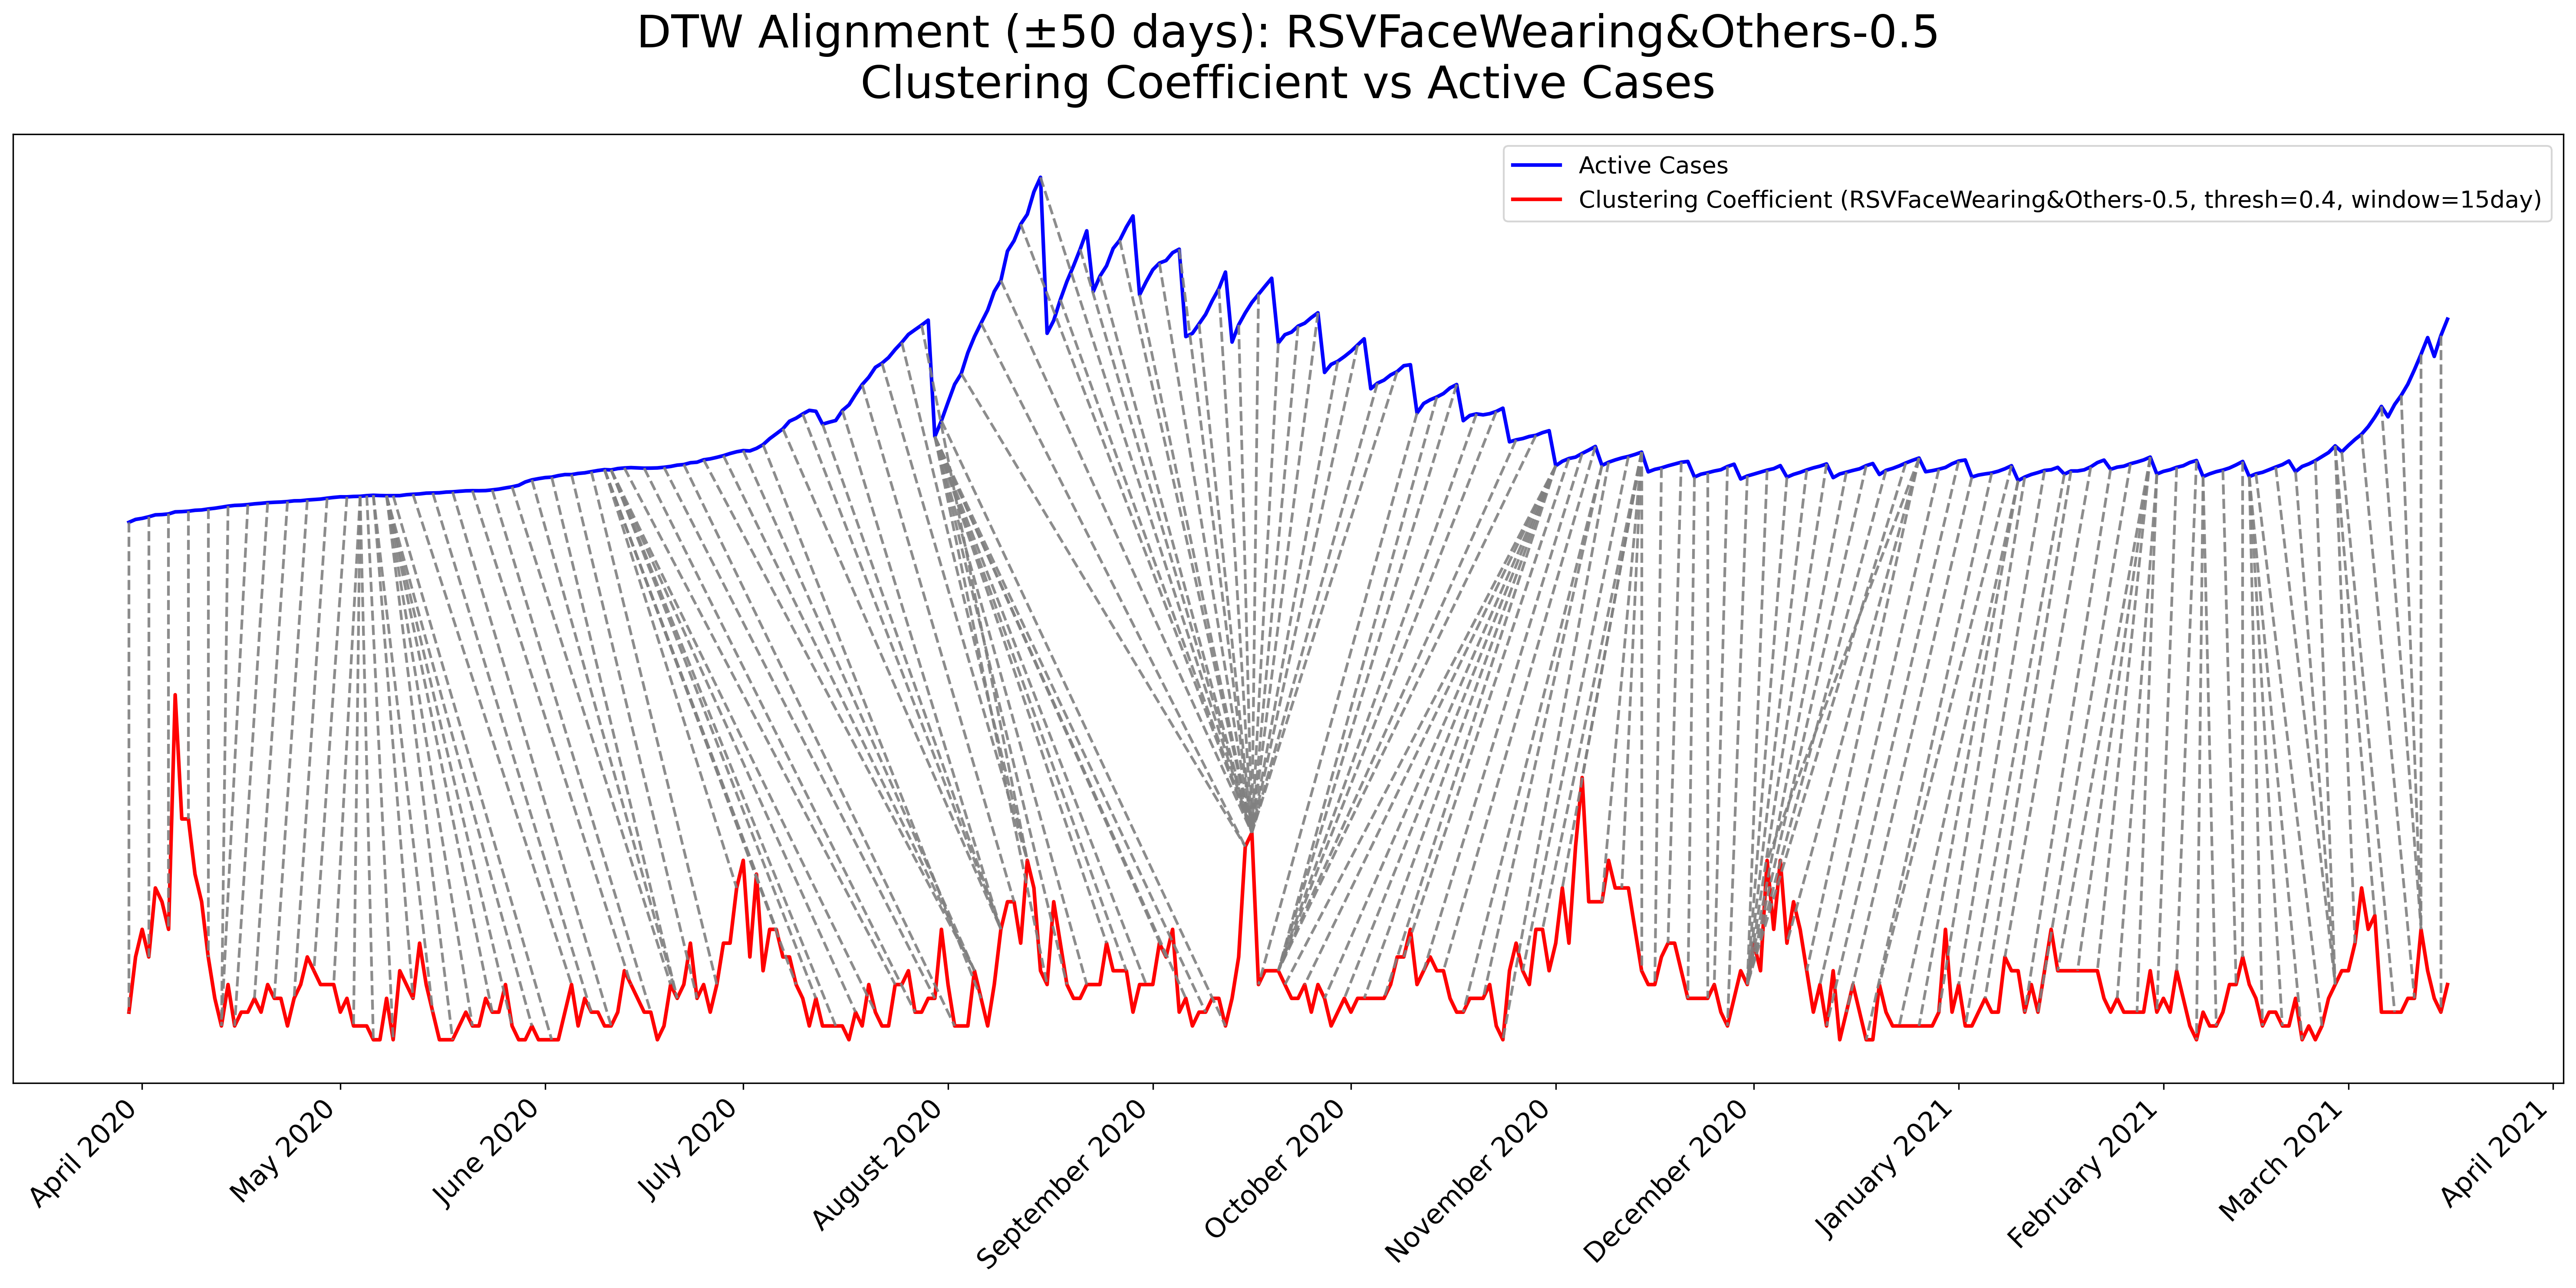 DTW Alignment (±50 days): RSVFaceWearing&Others-0.5
Clustering Coefficient vs Active Cases
Active Cases
Clustering Coefficient (RSVFaceWearing&Others-0.5, thresh=0.4, window=15day)
April 2020
May 2020
June 2020
July 2020
August 2020
September 2020
October 2020
November 2020
December 2020
January 2021
February 2021
March 2021
April 2021